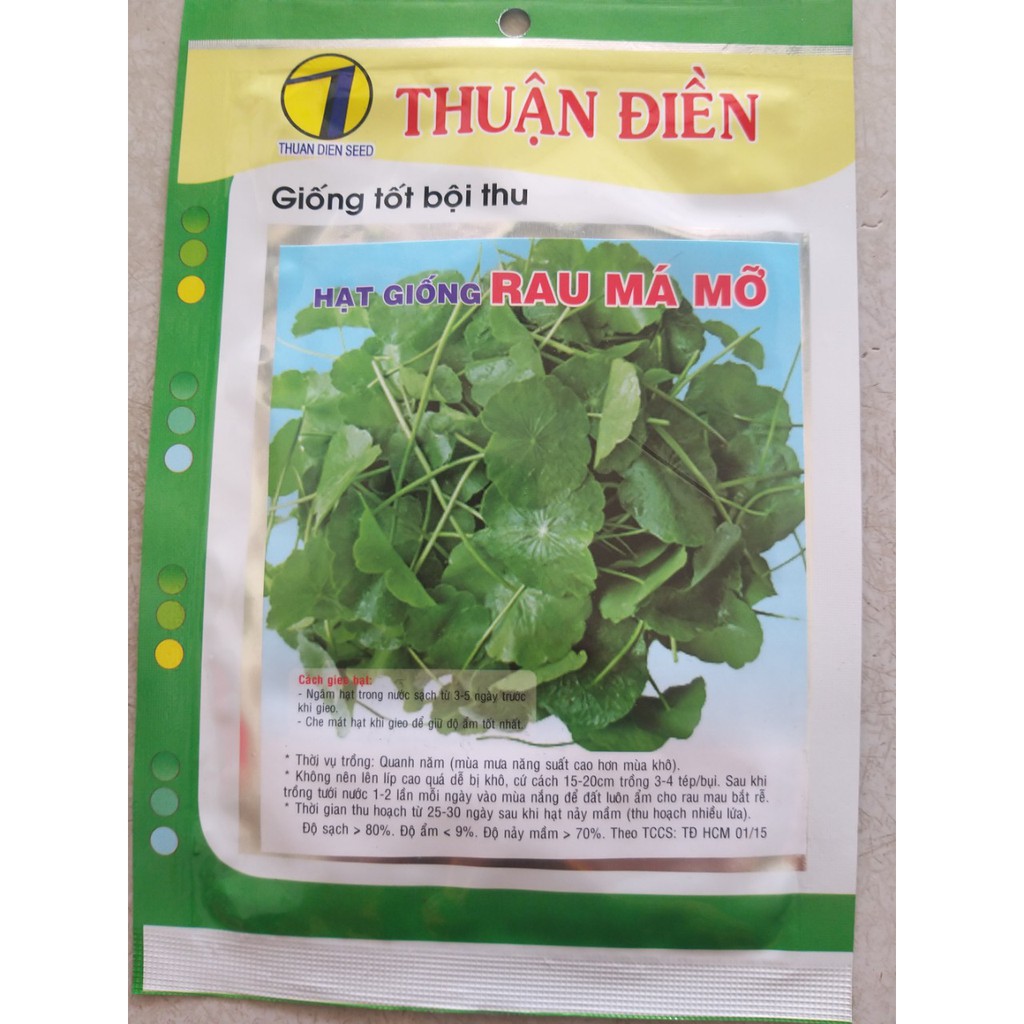 THUẬN ĐIỀN
THUAN DIEN SEED
Giống tốt bội thu
HẠT GIỐNG RAU MÁ MỠ
Cách gieo hạt:
- Ngâm hạt trong nước sạch từ 3-5 ngày trước
khi gieo.
- Che mát hạt khi gieo để giữ độ ẩm tốt nhất.
* Thời vụ trồng: Quanh năm (mùa mưa năng suất cao hơn mùa khô).
* Không nên lên líp cao quá dễ bị khô, cứ cách 15-20cm trồng 3-4 tép/bụi. Sau khi
trồng tưới nước 1-2 lần mỗi ngày vào mùa nắng để đất luôn ẩm cho rau mau bắt rễ.
* Thời gian thu hoạch từ 25-30 ngày sau khi hạt nảy mầm (thu hoạch nhiều lứa).
Độ sạch > 80%. Độ ẩm < 9%. Độ nảy mầm > 70%. Theo TCCS: TĐ HCM 01/15